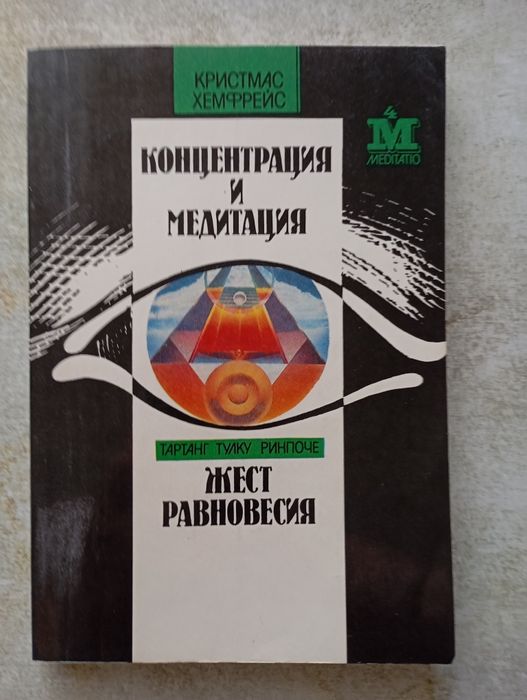 КРИСТМАС
ХЕМФРЕЙС
4
M
MEDITATIO
КОНЦЕНТРАЦИЯ
И
МЕДИТАЦИЯ
ТАРТАНГ ТУЛКУ РИНПОЧЕ
ЖЕСТ
РАВНОВЕСИЯ